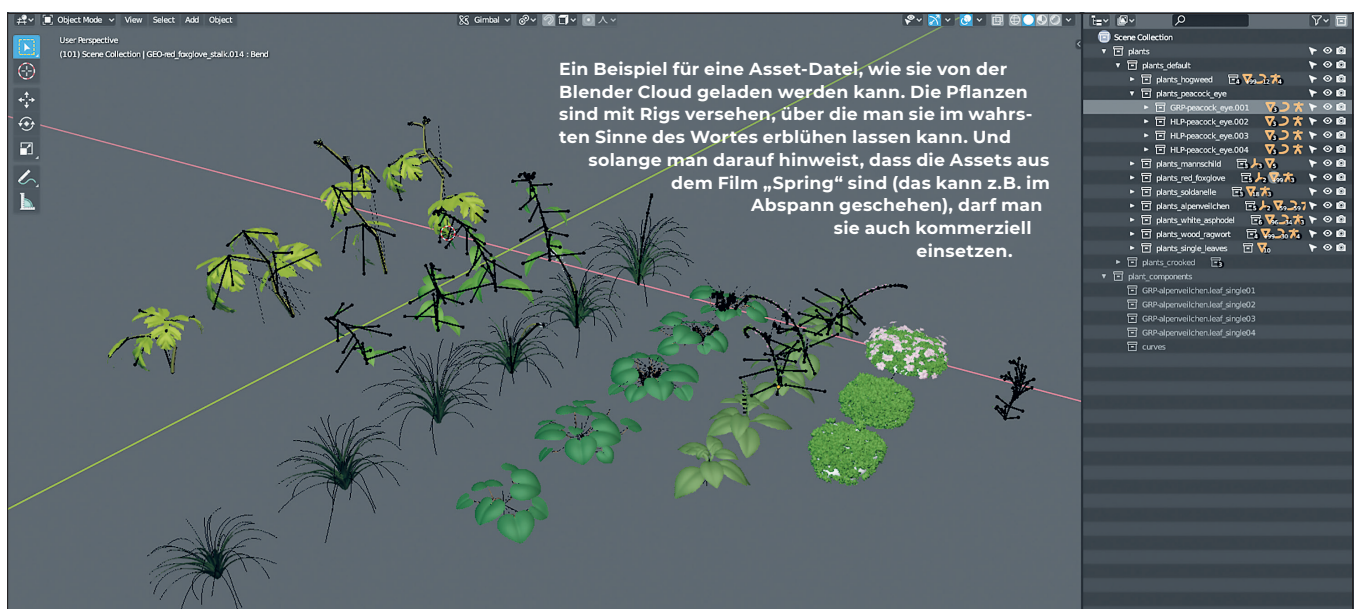 Object Mode View Select Add Object Gimbal
User Perspective
(101) Scene Collection | GEO-red_foxglove_stalk.014 : Bend
Ein Beispiel für eine Asset-Datei, wie sie von der
Blender Cloud geladen werden kann. Die Pflanzen
sind mit Rigs versehen, über die man sie im wahrs-
ten Sinne des Wortes erblühen lassen kann. Und
solange man darauf hinweist, dass die Assets aus
dem Film „Spring“ sind (das kann z.B. im
Abspann geschehen), darf man
sie auch kommerziell
einsetzen.
Scene Collection
plants
plants_default
plants_hogweed
plants_peacock_eye
GRP-peacock_eye.001
HLP-peacock_eye.002
HLP-peacock_eye.003
HLP-peacock_eye.004
plants_mannschild
plants_red_foxglove
plants_soldanelle
plants_alpenveilchen
plants_white_asphodel
plants_wood_ragwort
plants_single_leaves
plants_crooked
plant_components
GRP-alpenveilchen.leaf_single01
GRP-alpenveilchen.leaf_single02
GRP-alpenveilchen.leaf_single03
GRP-alpenveilchen.leaf_single04
curves